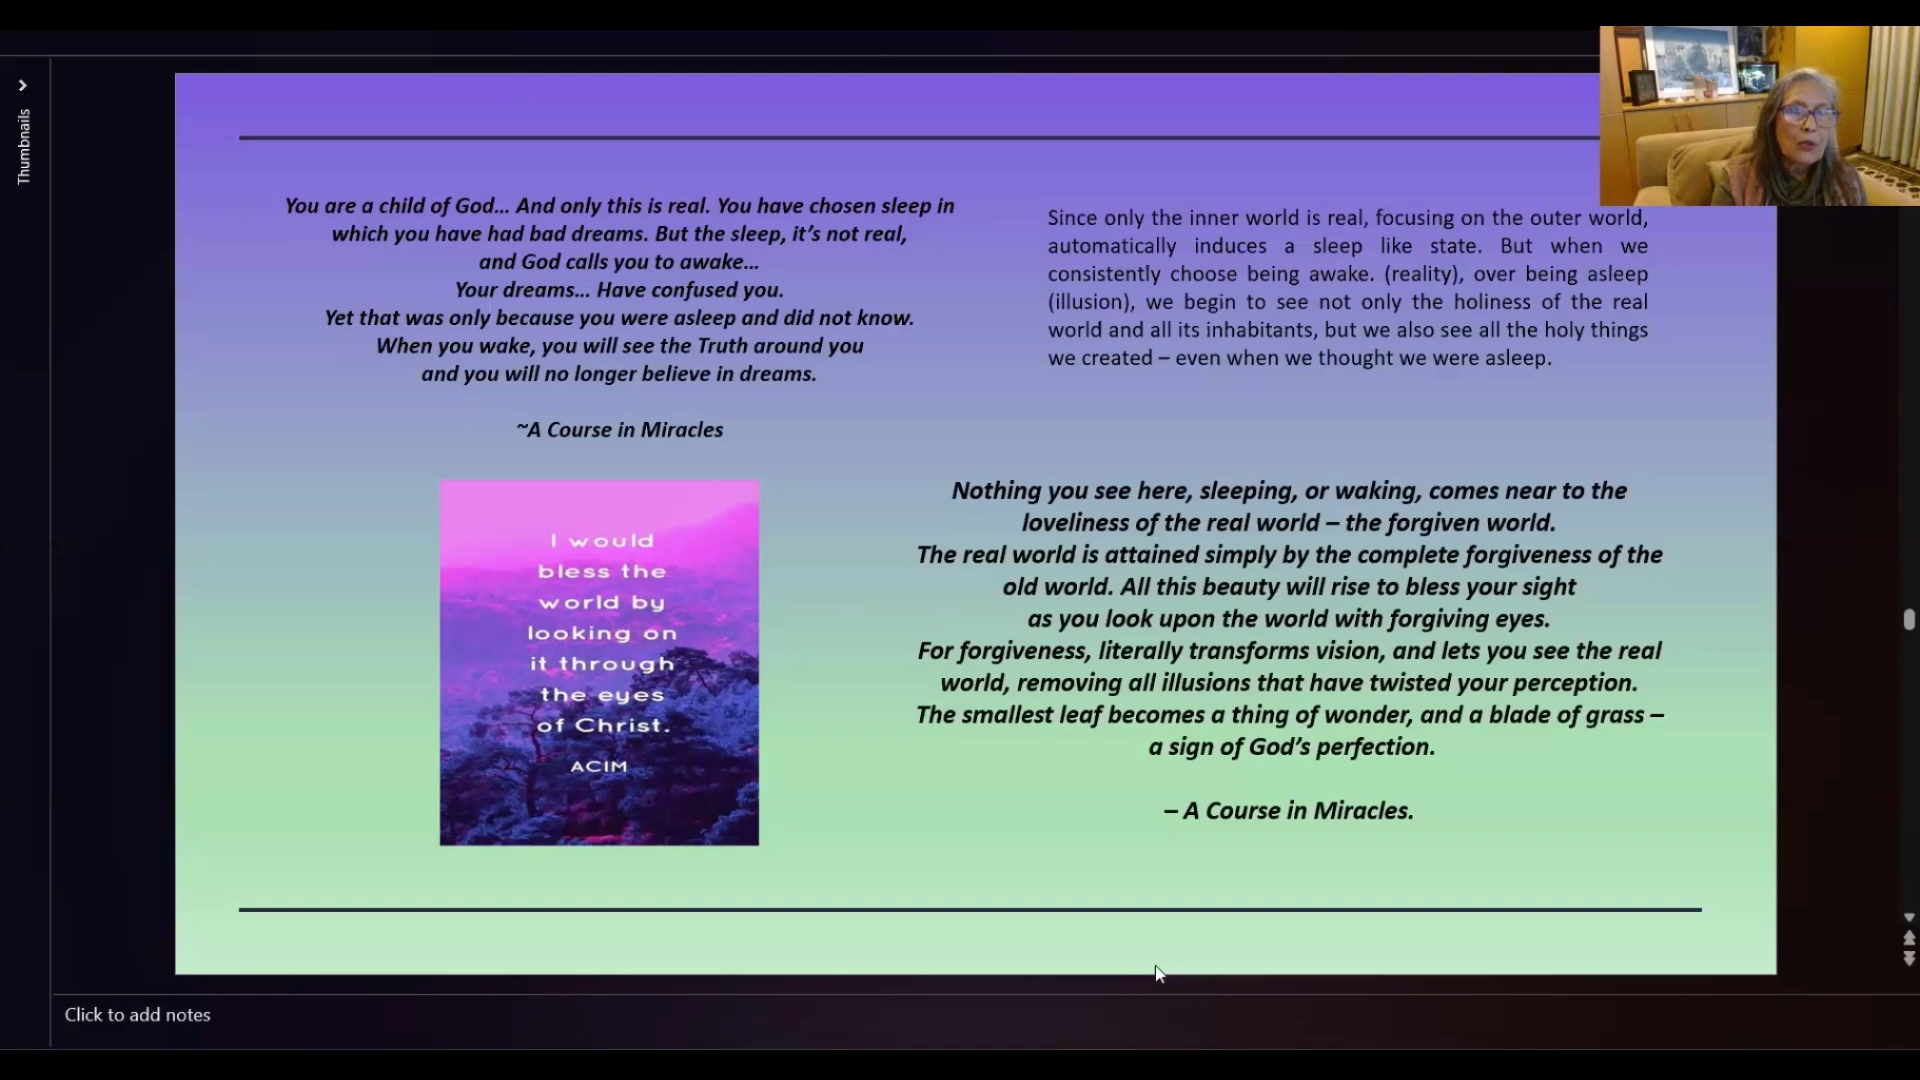 Thumbnails
You are a child of God... And only this is real. You have chosen sleep in
which you have had bad dreams. But the sleep, it’s not real,
and God calls you to awake...
Your dreams... Have confused you.
Yet that was only because you were asleep and did not know.
When you wake, you will see the Truth around you
and you will no longer believe in dreams.
~A Course in Miracles
Since only the inner world is real, focusing on the outer world,
automatically induces a sleep like state. But when we
consistently choose being awake. (reality), over being asleep
(illusion), we begin to see not only the holiness of the real
world and all its inhabitants, but we also see all the holy things
we created – even when we thought we were asleep.
I would
bless the
world by
looking on
it through
the eyes
of Christ.
ACIM
Nothing you see here, sleeping, or waking, comes near to the
loveliness of the real world – the forgiven world.
The real world is attained simply by the complete forgiveness of the
old world. All this beauty will rise to bless your sight
as you look upon the world with forgiving eyes.
For forgiveness, literally transforms vision, and lets you see the real
world, removing all illusions that have twisted your perception.
The smallest leaf becomes a thing of wonder, and a blade of grass –
a sign of God’s perfection.
– A Course in Miracles.
Click to add notes